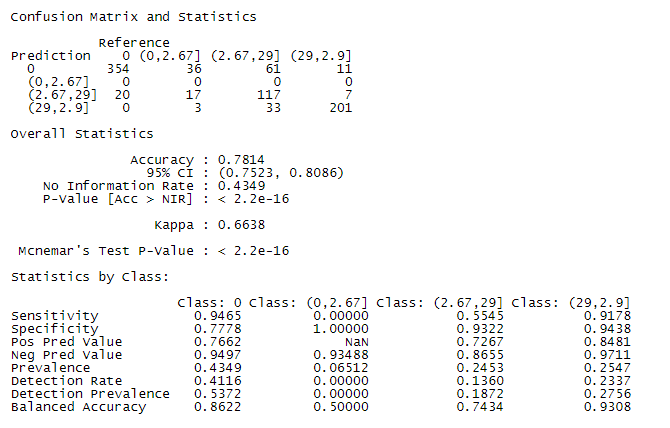 Confusion Matrix and Statistics
Reference
Prediction 0 (0,2.67] (2.67,29] (29,2.9]
0 354 36 61 11
(0,2.67] 0 0 0 0
(2.67,29] 20 17 117 7
(29,2.9] 0 3 33 201
Overall Statistics
Accuracy : 0.7814
95% CI : (0.7523, 0.8086)
No Information Rate : 0.4349
P-Value [Acc > NIR] : < 2.2e-16
Kappa : 0.6638
Mcnemar's Test P-Value : < 2.2e-16
Statistics by Class:
Class: 0 Class: (0,2.67] Class: (2.67,29] Class: (29,2.9]
Sensitivity 0.9465 0.00000 0.5545 0.9178
Specificity 0.7778 1.00000 0.9322 0.9438
Pos Pred Value 0.7662 NaN 0.7267 0.8481
Neg Pred Value 0.9497 0.93488 0.8655 0.9711
Prevalence 0.4349 0.06512 0.2453 0.2547
Detection Rate 0.4116 0.00000 0.1360 0.2337
Detection Prevalence 0.5372 0.00000 0.1872 0.2756
Balanced Accuracy 0.8622 0.50000 0.7434 0.9308